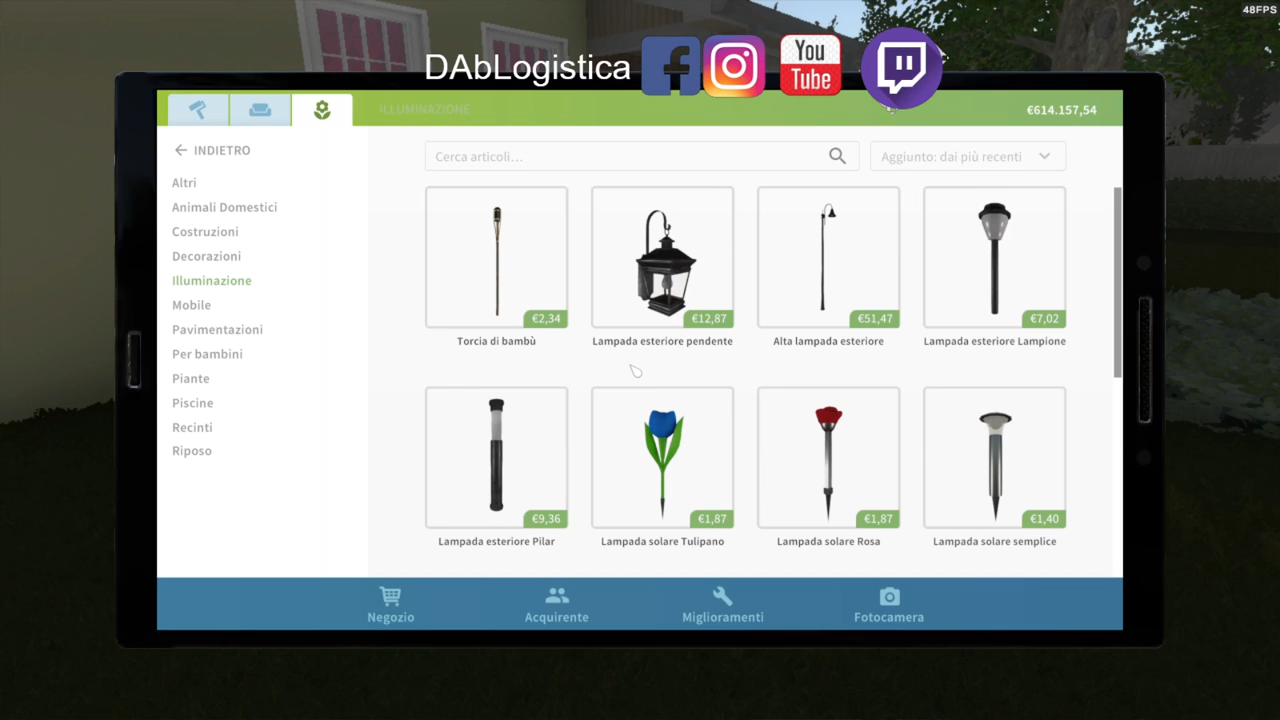 48FPS
DAbLogistica
You
Tube
ILLUMINAZIONE
€614.157,54
INDIETRO
Altri
Animali Domestici
Costruzioni
Decorazioni
Illuminazione
Mobile
Pavimentazioni
Per bambini
Piante
Piscine
Recinti
Riposo
Cerca articoli...
Aggiunto: dai più recenti
€2,34
Torcia di bambù
€12,87
Lampada esteriore pendente
€51,47
Alta lampada esteriore
€7,02
Lampada esteriore Lampione
€9,36
Lampada esteriore Pilar
€1,87
Lampada solare Tulipano
€1,87
Lampada solare Rosa
€1,40
Lampada solare semplice
Negozio
Acquirente
Miglioramenti
Fotocamera